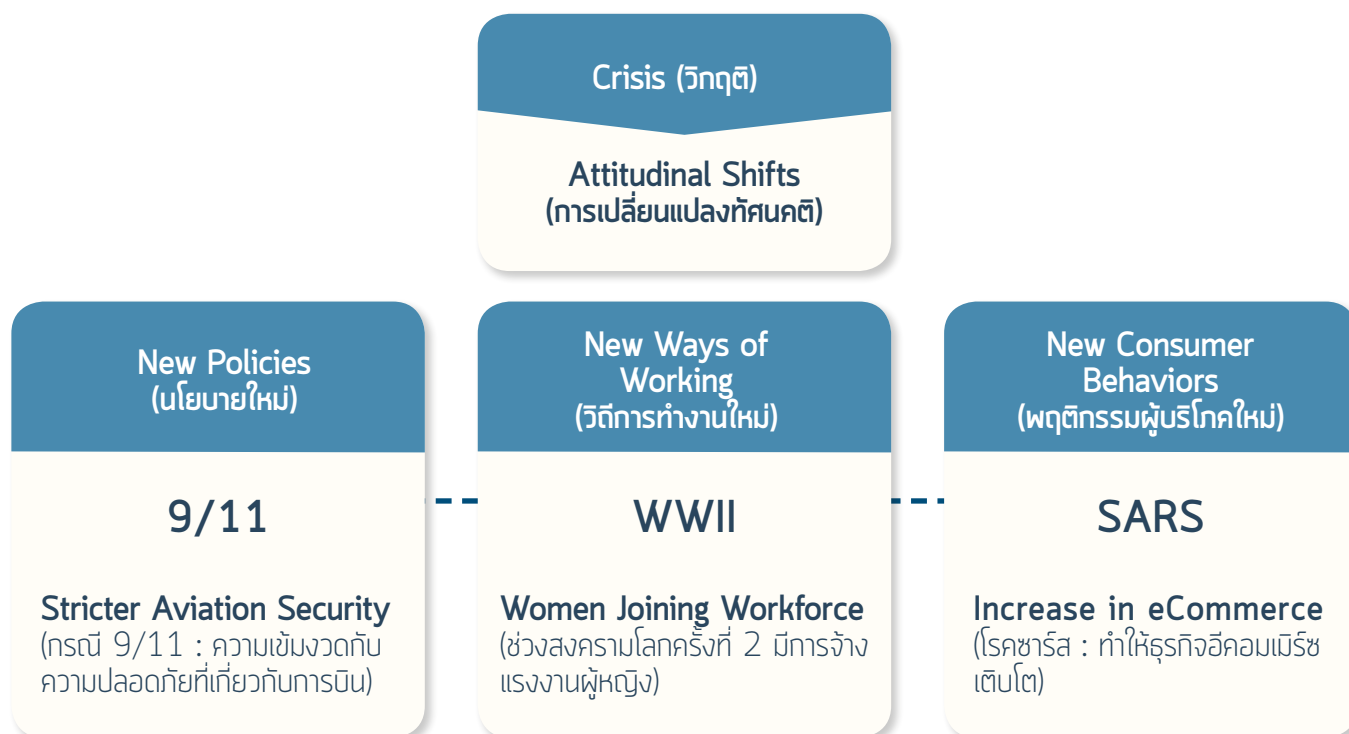 Crisis (วิกฤติ)
Attitudinal Shifts
(การเปลี่ยนแปลงทัศนคติ)
New Policies
(นโยบายใหม่)
9/11
Stricter Aviation Security
(กรณี 9/11 : ความเข้มงวดกับ
ความปลอดภัยที่เกี่ยวกับการบิน)
New Ways of
Working
(วิถีการทำงานใหม่)
WWII
Women Joining Workforce
(ช่วงสงครามโลกครั้งที่ 2 มีการจ้าง
แรงงานผู้หญิง)
New Consumer
Behaviors
(พฤติกรรมผู้บริโภคใหม่)
SARS
Increase in eCommerce
(โรคซาร์ส : ทำให้ธุรกิจอีคอมเมิร์ซ
เติบโต)